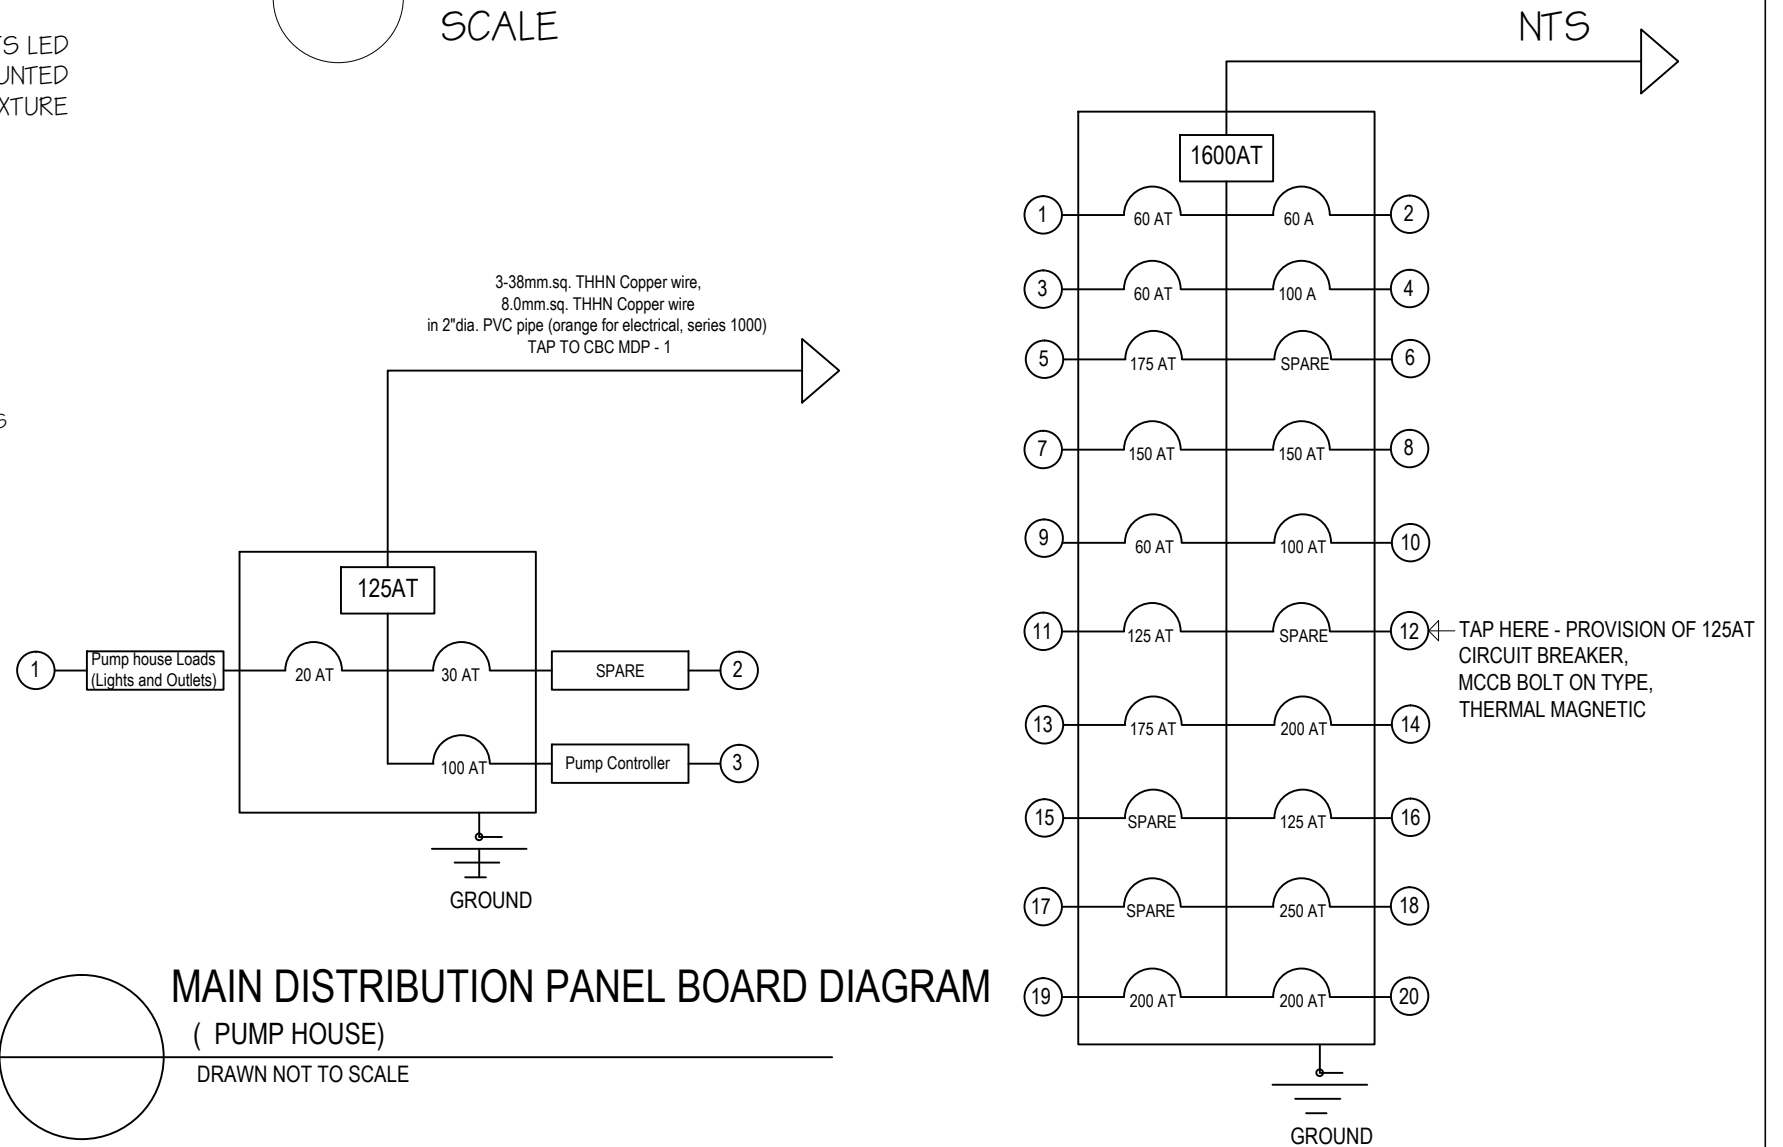 SCALE
NTS
TS LED
UNTED
XTURE
S
3-38mm.sq. THHN Copper wire,
8.0mm.sq. THHN Copper wire
in 2"dia. PVC pipe (orange for electrical, series 1000)
TAP TO CBC MDP - 1
125AT
1
Pump house Loads
(Lights and Outlets)
20 AT
30 AT
SPARE
2
100 AT
Pump Controller
3
GROUND
MAIN DISTRIBUTION PANEL BOARD DIAGRAM
( PUMP HOUSE)
DRAWN NOT TO SCALE
1600AT
1 60 AT 60 A 2
3 60 AT 100 A 4
5 175 AT SPARE 6
7 150 AT 150 AT 8
9 60 AT 100 AT 10
11 125 AT SPARE 12
TAP HERE - PROVISION OF 125AT
CIRCUIT BREAKER,
MCCB BOLT ON TYPE,
THERMAL MAGNETIC
13 175 AT 200 AT 14
15 SPARE 125 AT 16
17 SPARE 250 AT 18
19 200 AT 200 AT 20
GROUND